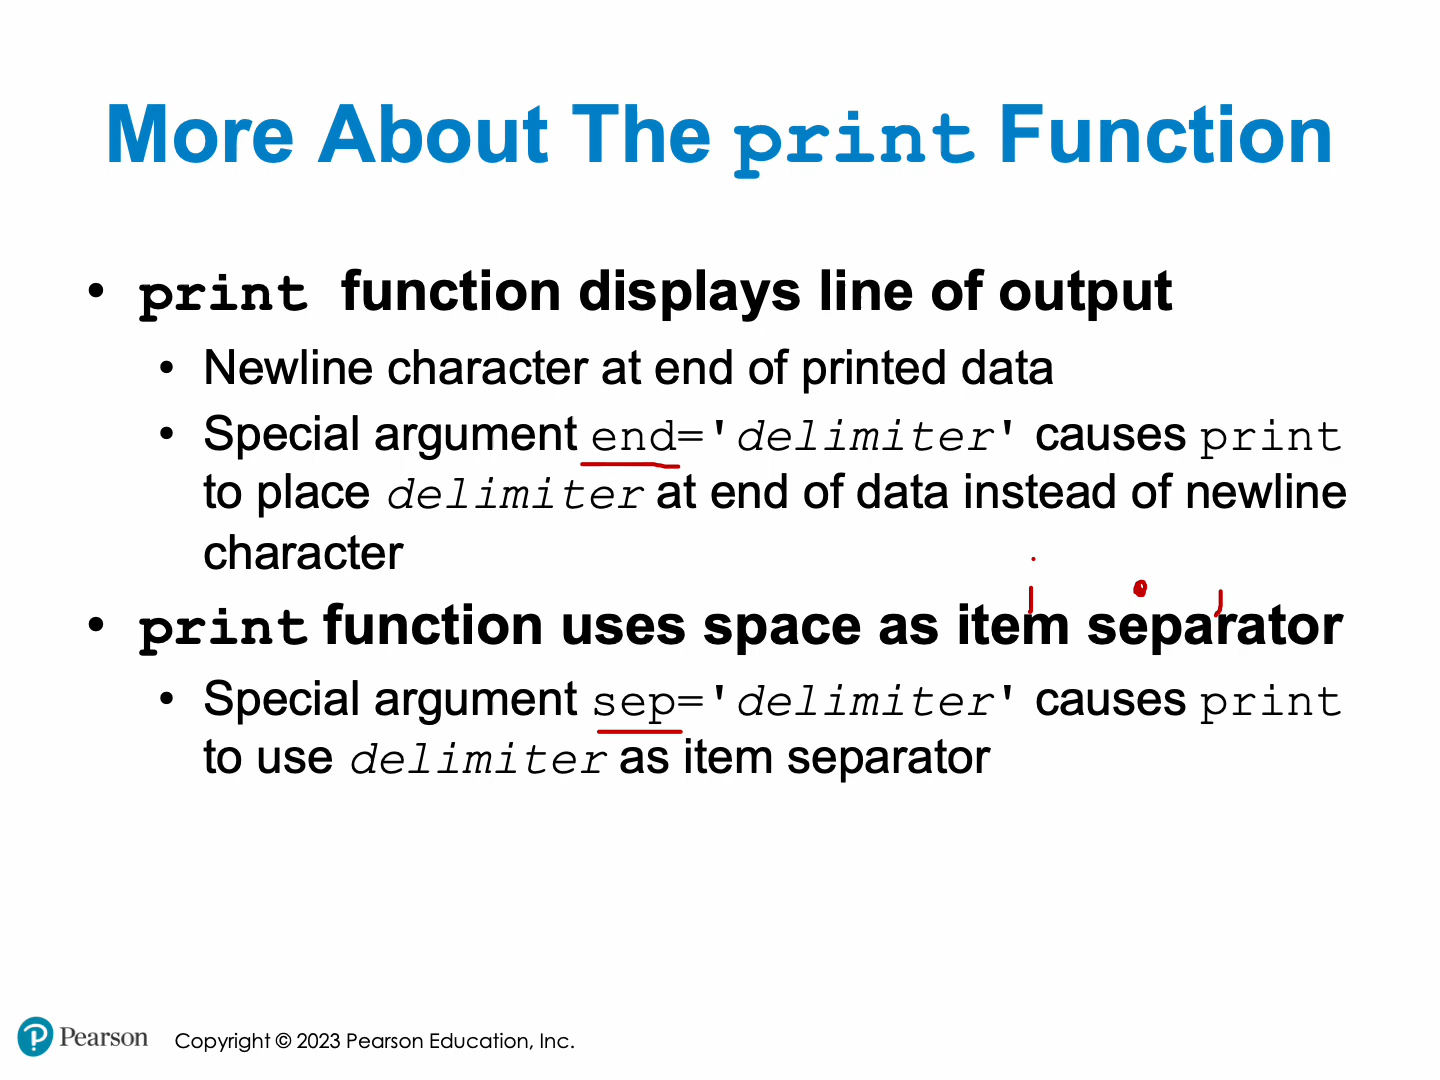 More About The print Function
• print function displays line of output
• Newline character at end of printed data
• Special argument end='delimiter' causes print
to place delimiter at end of data instead of newline
character
• print function uses space as item separator
• Special argument sep='delimiter' causes print
to use delimiter as item separator
Pearson Copyright © 2023 Pearson Education, Inc.